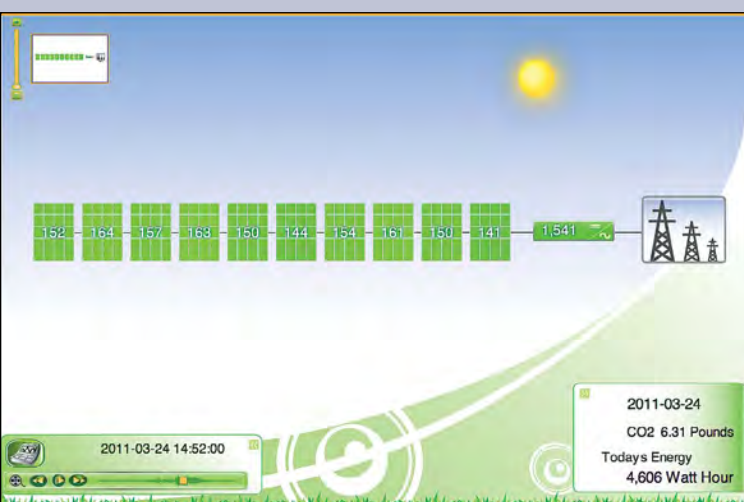 152 164 157 163 150 144 154 161 150 141 1,541
2011-03-24 14:52:00
2011-03-24
CO2 6.31 Pounds
Todays Energy
4,606 Watt Hour